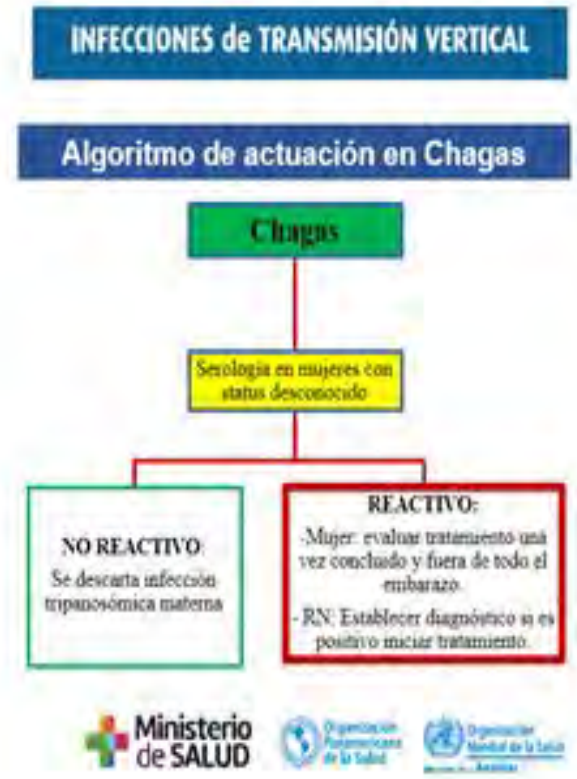 INFECCIONES de TRANSMISIÓN VERTICAL
Algoritmo de actuación en Chagas
Chagas
Serología en mujeres con
status desconocido
NO REACTIVO:
Se descarta infección
tripanosómica materna
REACTIVO:
-Mujer: evaluar tratamiento una
vez concluido y fuera de todo el
embarazo.
- RN: Establecer diagnóstico si es
positivo iniciar tratamiento.
Ministerio
de SALUD
Organización
Panamericana
de la Salud
Organización
Mundial de la Salud